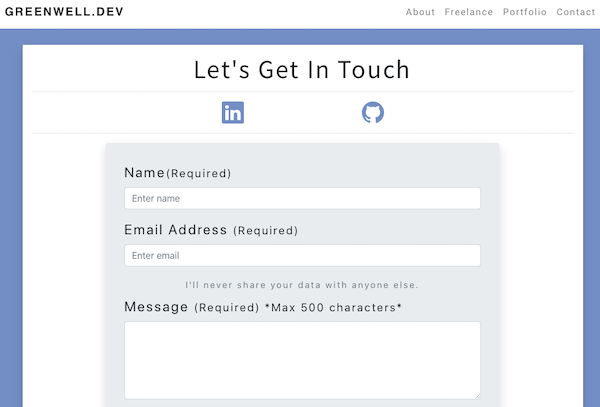 GREENWELL.DEV About Freelance Portfolio Contact
Let's Get In Touch
in
Name(Required)
Enter name
Email Address (Required)
Enter email
I'll never share your data with anyone else.
Message (Required) *Max 500 characters*